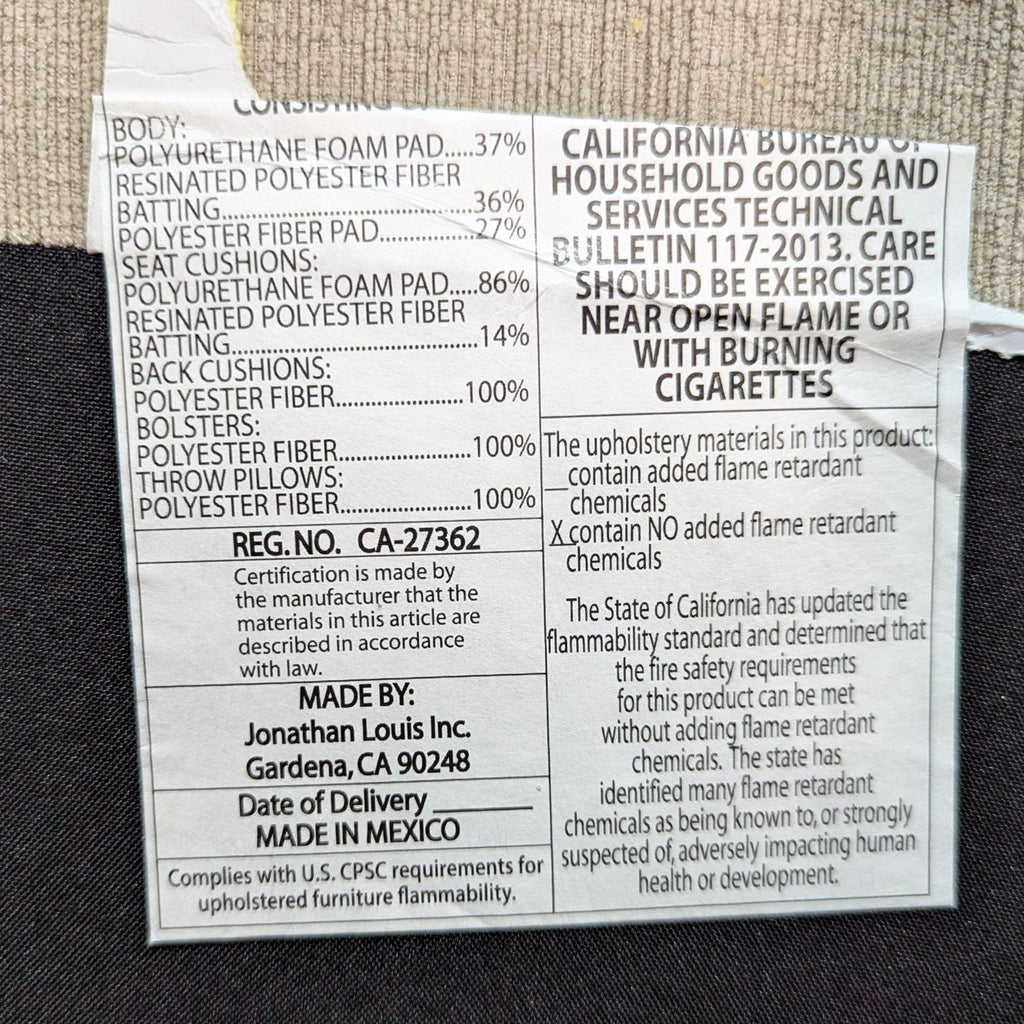 CONSISTING
BODY:
POLYURETHANE FOAM PAD.....37%
RESINATED POLYESTER FIBER
BATTING.................................36%
POLYESTER FIBER PAD...............27%
SEAT CUSHIONS:
POLYURETHANE FOAM PAD.....86%
RESINATED POLYESTER FIBER
BATTING.................................14%
BACK CUSHIONS:
POLYESTER FIBER....................100%
BOLSTERS:
POLYESTER FIBER.....................100%
THROW PILLOWS:
POLYESTER FIBER.....................100%
REG. NO. CA-27362
Certification is made by
the manufacturer that the
materials in this article are
described in accordance
with law.
MADE BY:
Jonathan Louis Inc.
Gardena, CA 90248
Date of Delivery ________
MADE IN MEXICO
Complies with U.S. CPSC requirements for
upholstered furniture flammability.
CALIFORNIA BUREAU OF
HOUSEHOLD GOODS AND
SERVICES TECHNICAL
BULLETIN 117-2013. CARE
SHOULD BE EXERCISED
NEAR OPEN FLAME OR
WITH BURNING
CIGARETTES
The upholstery materials in this product:
__contain added flame retardant
chemicals
X contain NO added flame retardant
chemicals
The State of California has updated the
flammability standard and determined that
the fire safety requirements
for this product can be met
without adding flame retardant
chemicals. The state has
identified many flame retardant
chemicals as being known to, or strongly
suspected of, adversely impacting human
health or development.